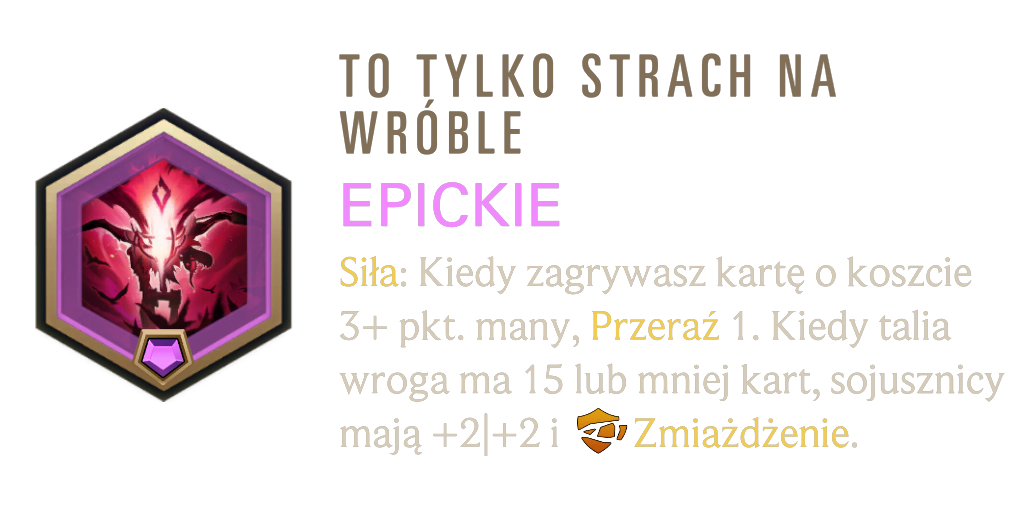 TO TYLKO STRACH NA
WRÓBLE
EPICKIE
Siła: Kiedy zagrywasz kartę o koszcie
3+ pkt. many, Przeraź 1. Kiedy talia
wroga ma 15 lub mniej kart, sojusznicy
mają +2|+2 i Zmiażdżenie.